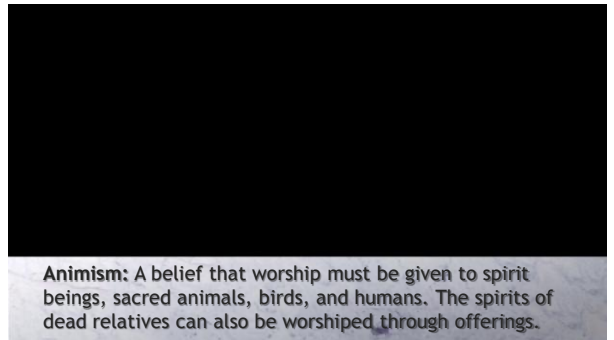 Animism: A belief that worship must be given to spirit
beings, sacred animals, birds, and humans. The spirits of
dead relatives can also be worshiped through offerings.